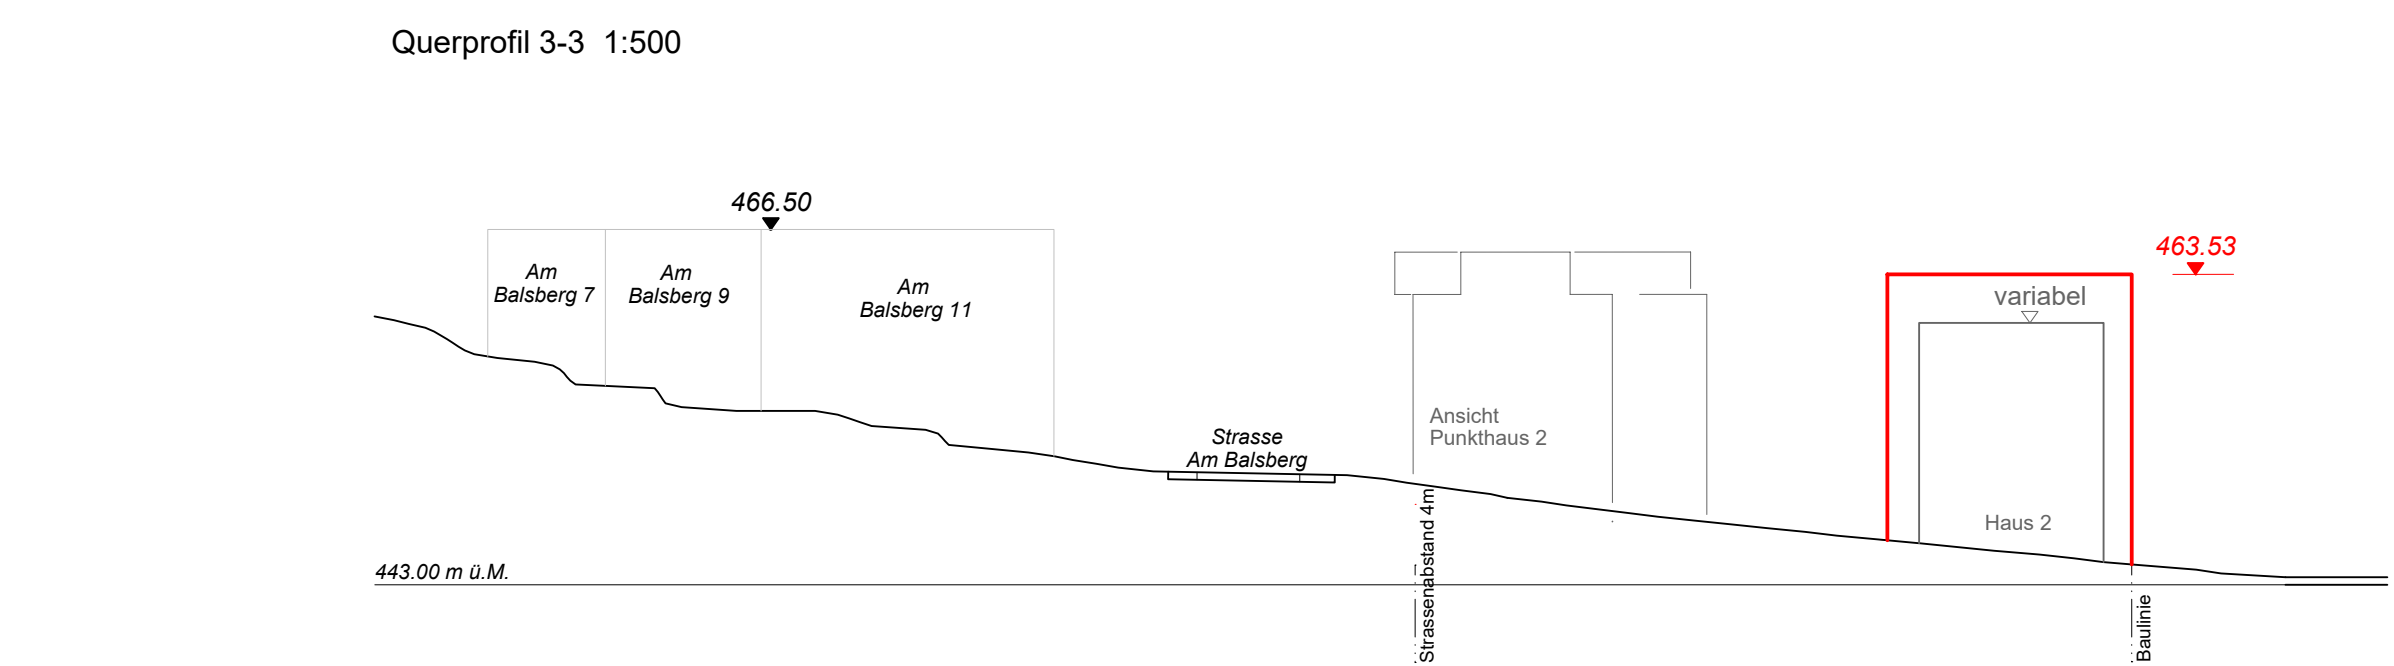 Querprofil 3-3  1:500
466.50
463.53
Am
Balsberg 7
Am
Balsberg 9
Am
Balsberg 11
variabel
Ansicht
Punkthaus 2
Strasse
Am Balsberg
Haus 2
443.00 m ü.M.
Strassenabstand 4m
Baulinie